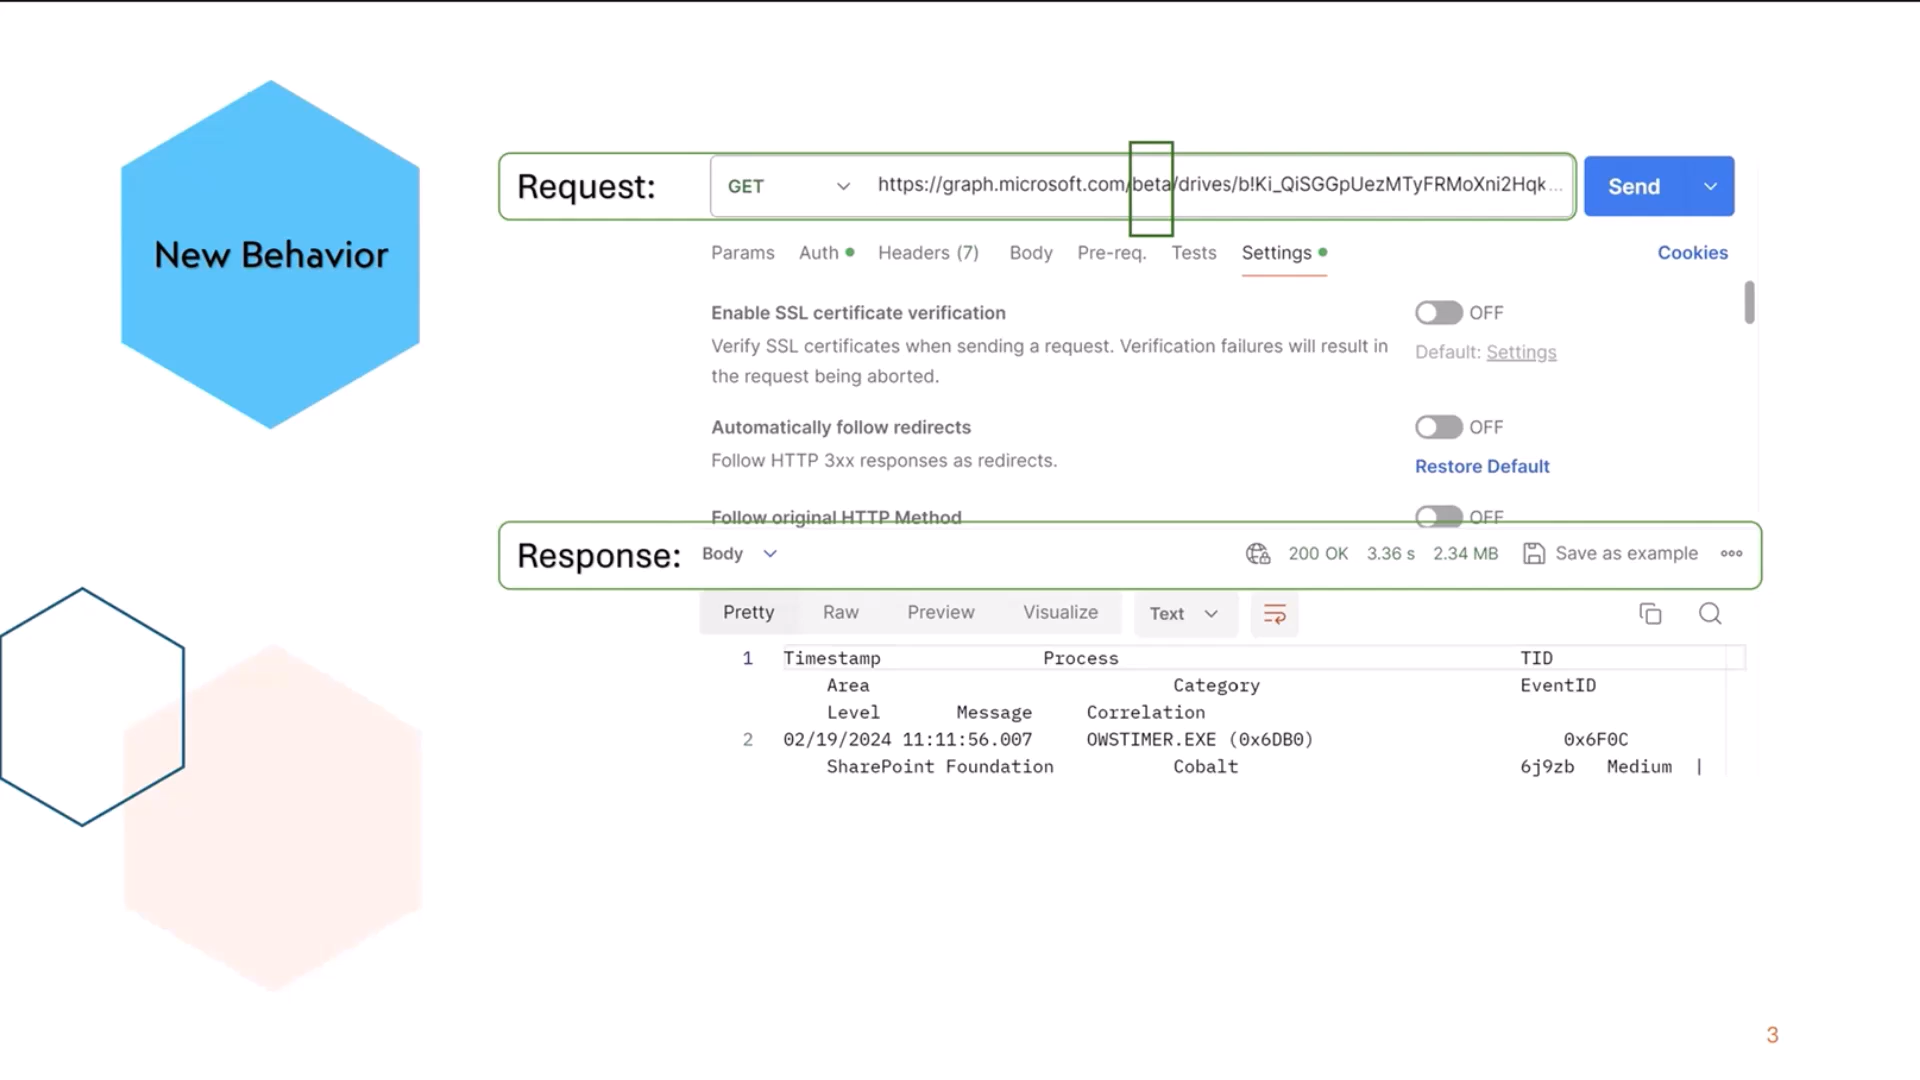 New Behavior
Request: GET https://graph.microsoft.com/beta/drives/b!Ki_QiSGGpUezMTyFRMoXni2Hqk... Send
Params Auth Headers (7) Body Pre-req. Tests Settings Cookies
Enable SSL certificate verification OFF
Verify SSL certificates when sending a request. Verification failures will result in Default: Settings
the request being aborted.
Automatically follow redirects OFF
Follow HTTP 3xx responses as redirects. Restore Default
Follow original HTTP Method OFF
Response: Body 200 OK 3.36 s 2.34 MB Save as example
Pretty Raw Preview Visualize Text
1 Timestamp Process TID
Area Category EventID
Level Message Correlation
2 02/19/2024 11:11:56.007 OWSTIMER.EXE (0x6DB0) 0x6F0C
SharePoint Foundation Cobalt 6j9zb Medium |
3